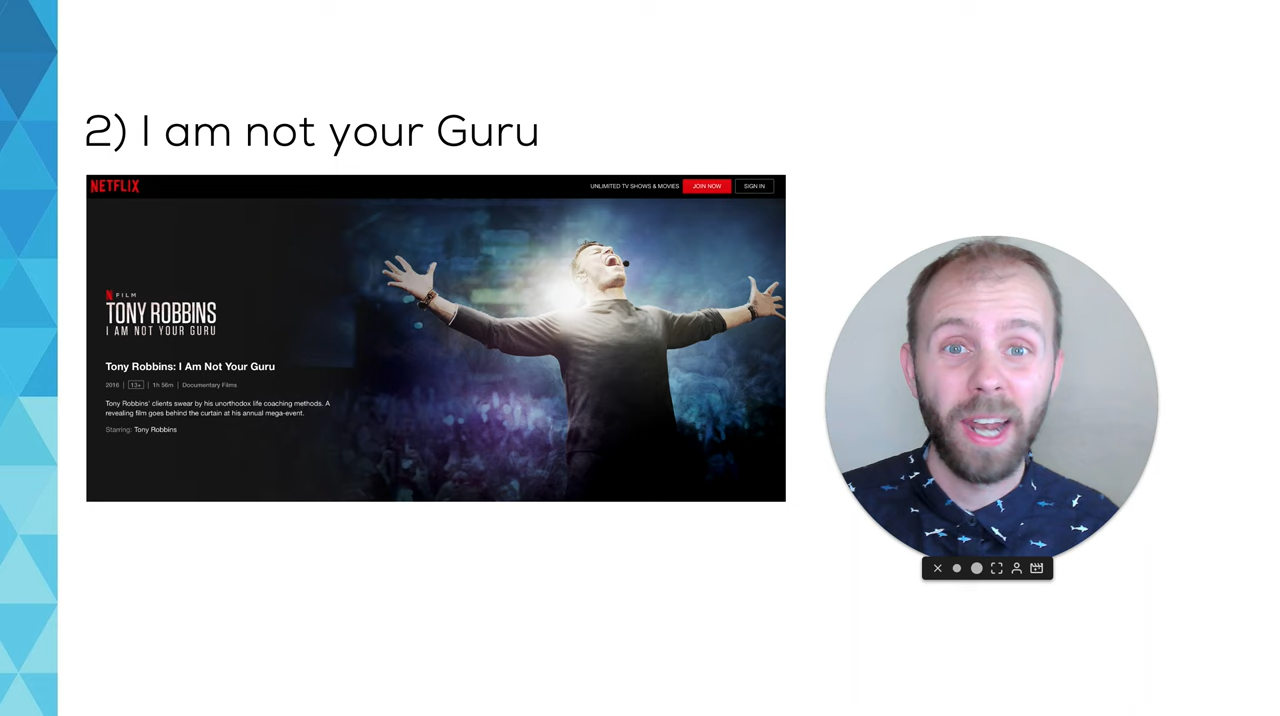 2) I am not your Guru
NETFLIX
UNLIMITED TV SHOWS & MOVIES JOIN NOW SIGN IN
N FILM
TONY ROBBINS
I AM NOT YOUR GURU
Tony Robbins: I Am Not Your Guru
2016 | 13+ | 1h 56m | Documentary Films
Tony Robbins' clients swear by his unorthodox life coaching methods. A
revealing film goes behind the curtain at his annual mega-event.
Starring: Tony Robbins